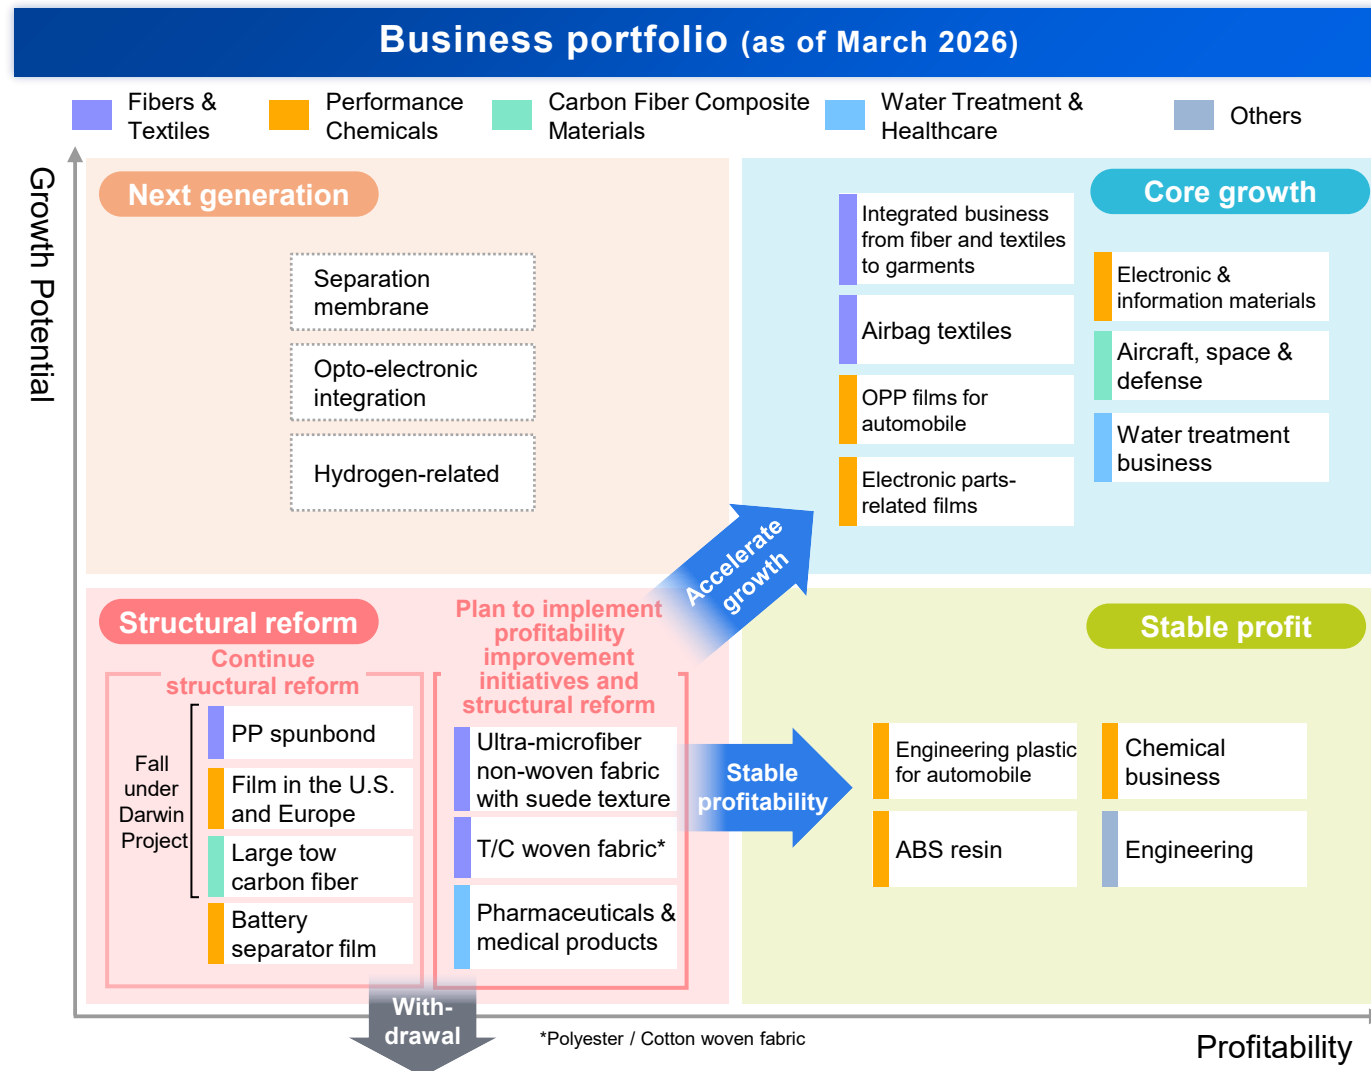 Business portfolio (as of March 2026)
Fibers &
Textiles
Performance
Chemicals
Carbon Fiber Composite
Materials
Water Treatment &
Healthcare
Others
Growth Potential
Next generation
Separation
membrane
Opto-electronic
integration
Hydrogen-related
Core growth
Integrated business
from fiber and textiles
to garments
Airbag textiles
OPP films for
automobile
Electronic parts-
related films
Electronic &
information materials
Aircraft, space &
defense
Water treatment
business
Accelerate
growth
Structural reform
Continue
structural reform
Fall
under
Darwin
Project
PP spunbond
Film in the U.S.
and Europe
Large tow
carbon fiber
Battery
separator film
Plan to implement
profitability
improvement
initiatives and
structural reform
Ultra-microfiber
non-woven fabric
with suede texture
T/C woven fabric*
Pharmaceuticals &
medical products
Stable
profitability
Stable profit
Engineering plastic
for automobile
ABS resin
Chemical
business
Engineering
With-
drawal
*Polyester / Cotton woven fabric
Profitability